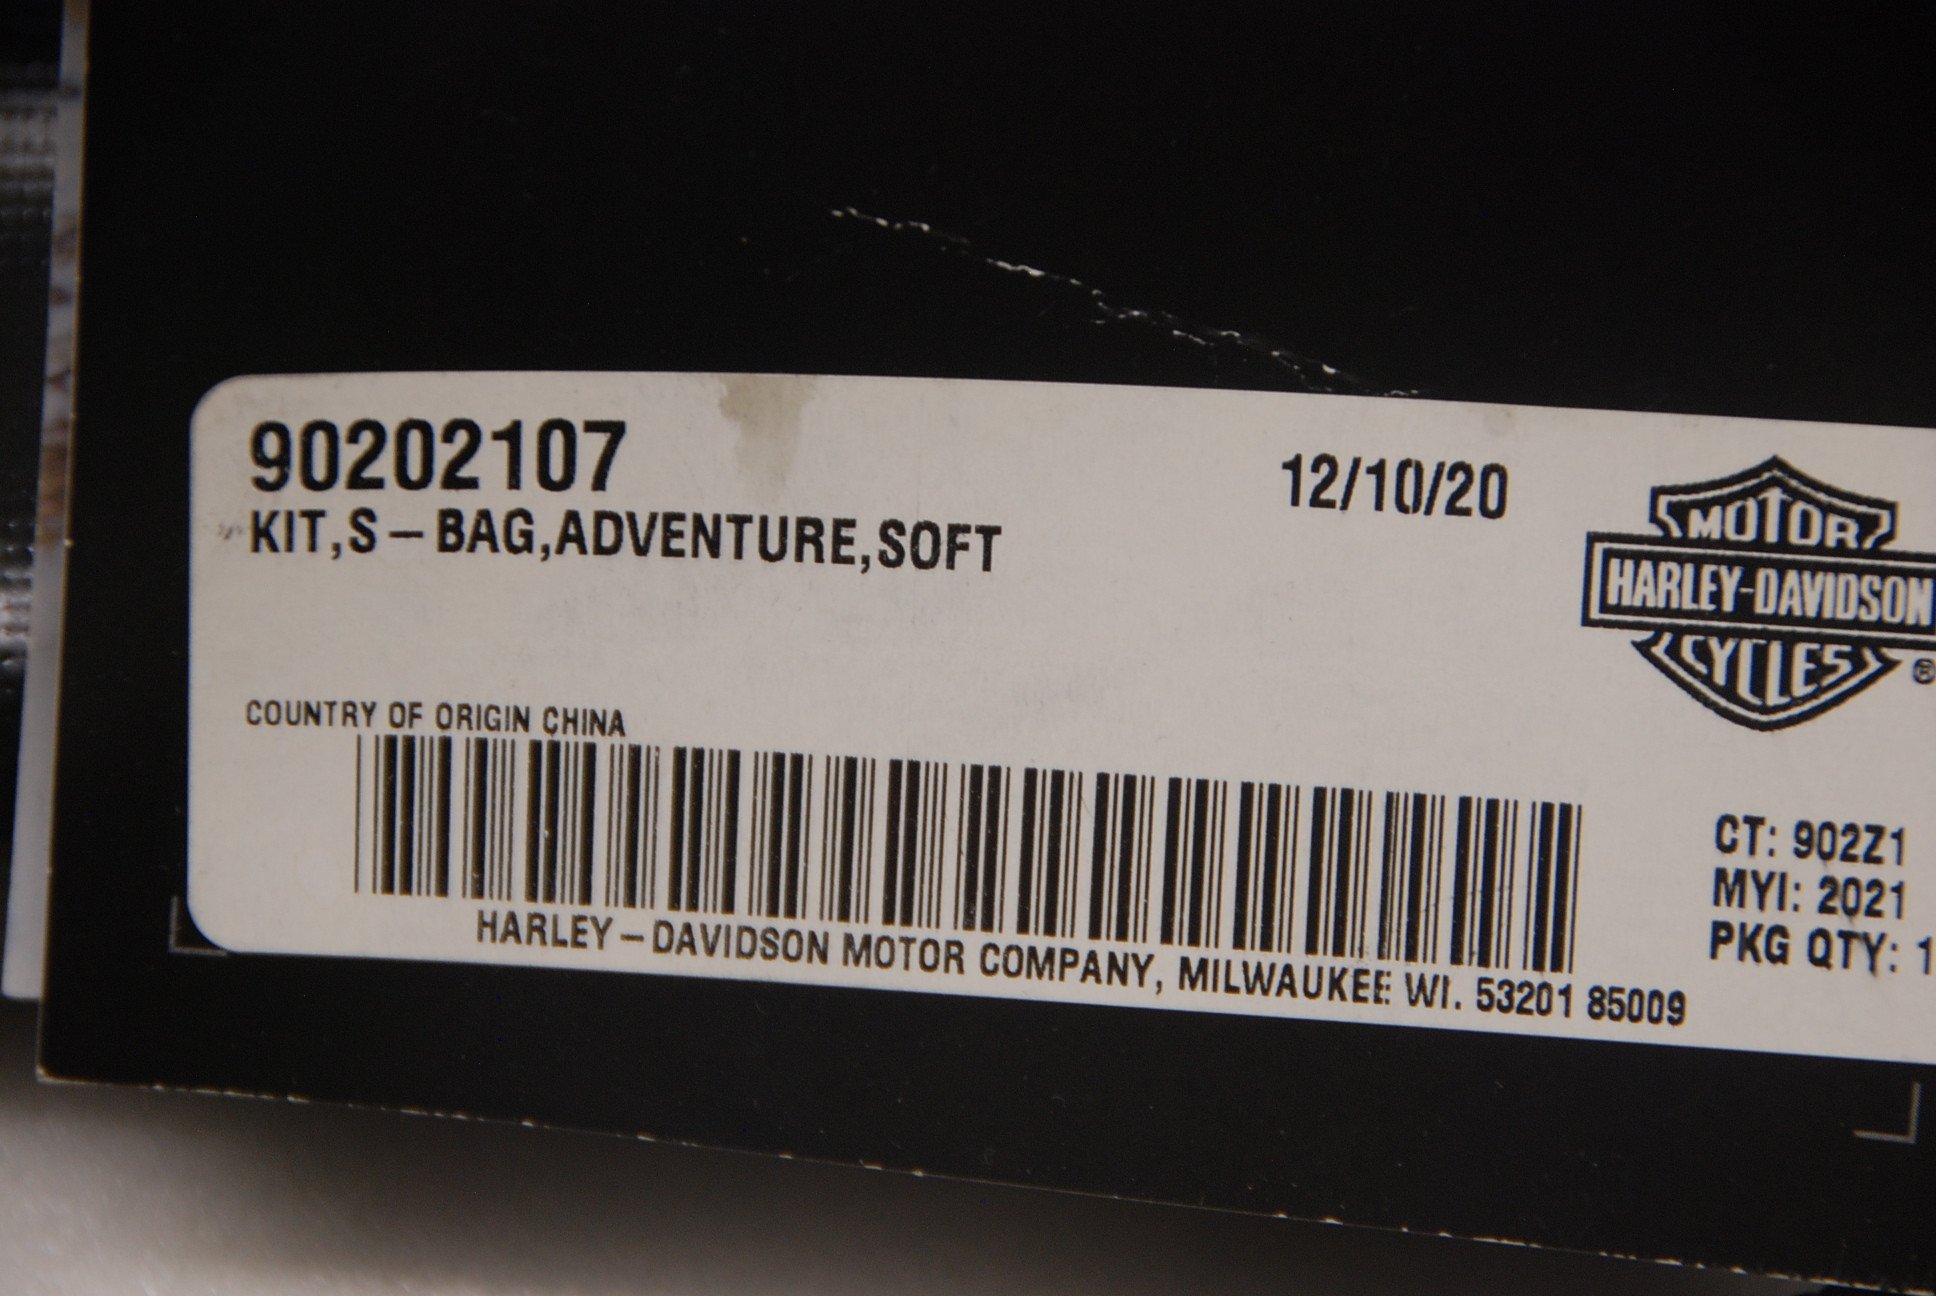 90202107
12/10/20
KIT,S-BAG,ADVENTURE,SOFT
MOTOR
HARLEY-DAVIDSON
CYCLES
®
COUNTRY OF ORIGIN CHINA
CT: 902Z1
MYI: 2021
PKG QTY: 1
HARLEY-DAVIDSON MOTOR COMPANY, MILWAUKEE WI. 53201 85009